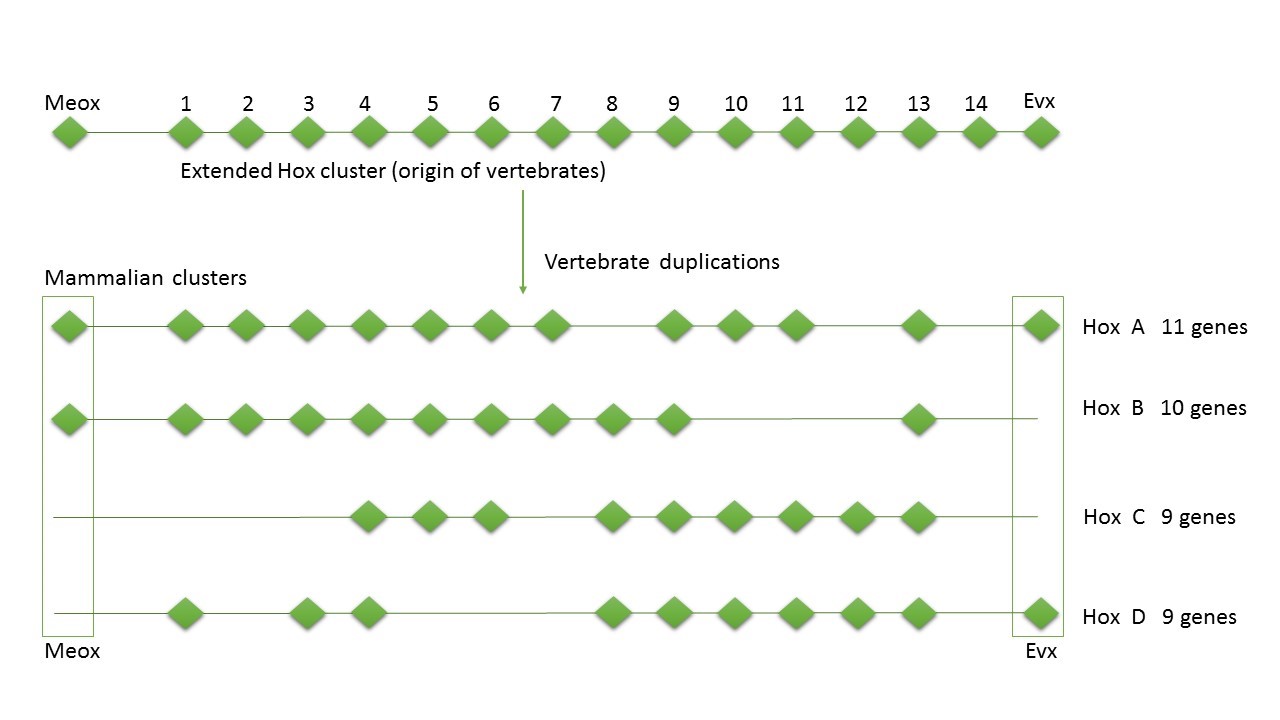 Meox 1 2 3 4 5 6 7 8 9 10 11 12 13 14 Evx
Extended Hox cluster (origin of vertebrates)
Vertebrate duplications
Mammalian clusters
Hox A 11 genes
Hox B 10 genes
Hox C 9 genes
Hox D 9 genes
Meox Evx